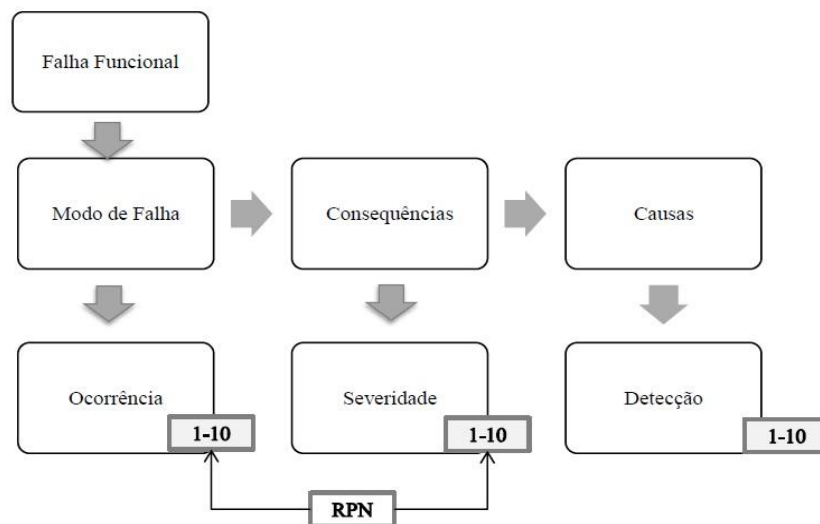 Falha Funcional
Modo de Falha
Consequências
Causas
Ocorrência
1-10
Severidade
1-10
Detecção
1-10
RPN